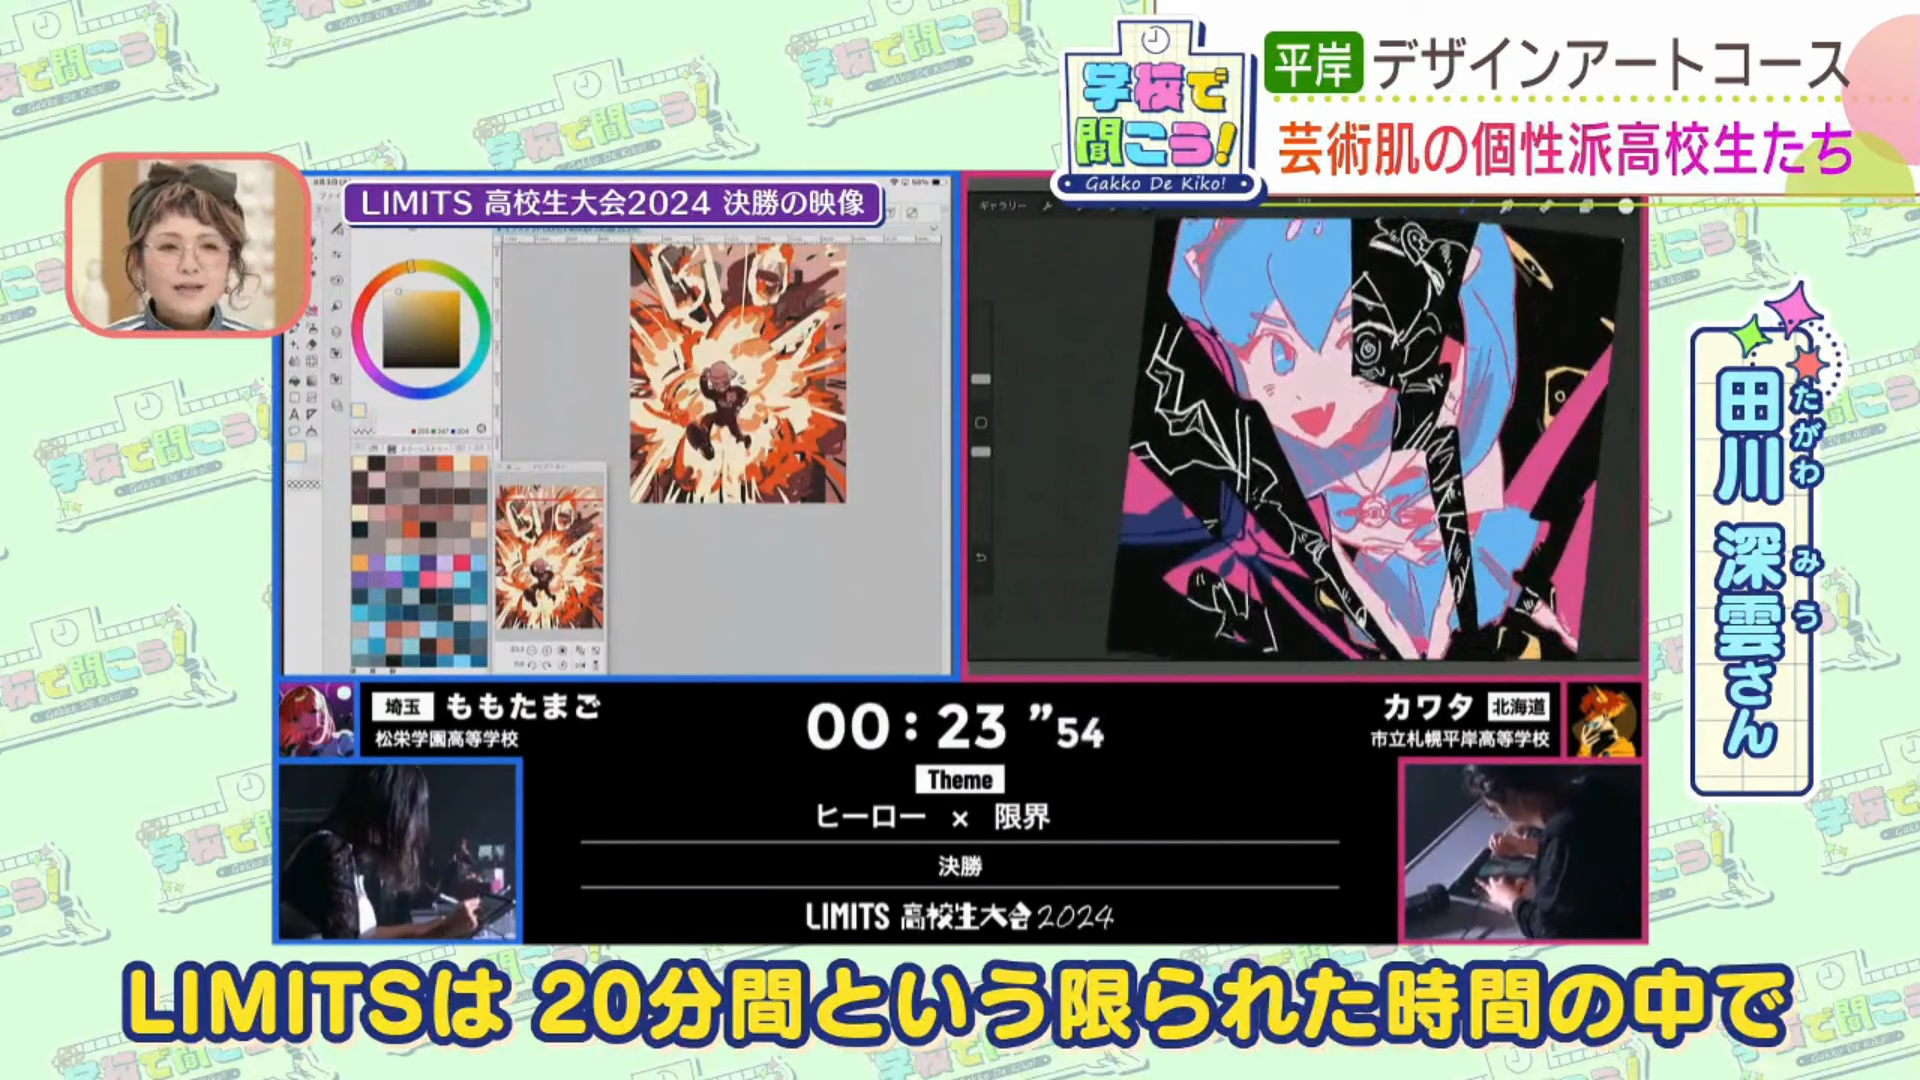 学校で
聞こう!
Gakko De Kiko!
平岸 デザインアートコース
芸術肌の個性派高校生たち
LIMITS 高校生大会2024 決勝の映像
ギャラリー
たがわ みう
田川 深雲さん
埼玉 ももたまご
松栄学園高等学校
00:23 ”54
カワタ 北海道
市立札幌平岸高等学校
Theme
ヒーロー × 限界
決勝
LIMITS 高校生大会 2024
LIMITSは 20分間という限られた時間の中で